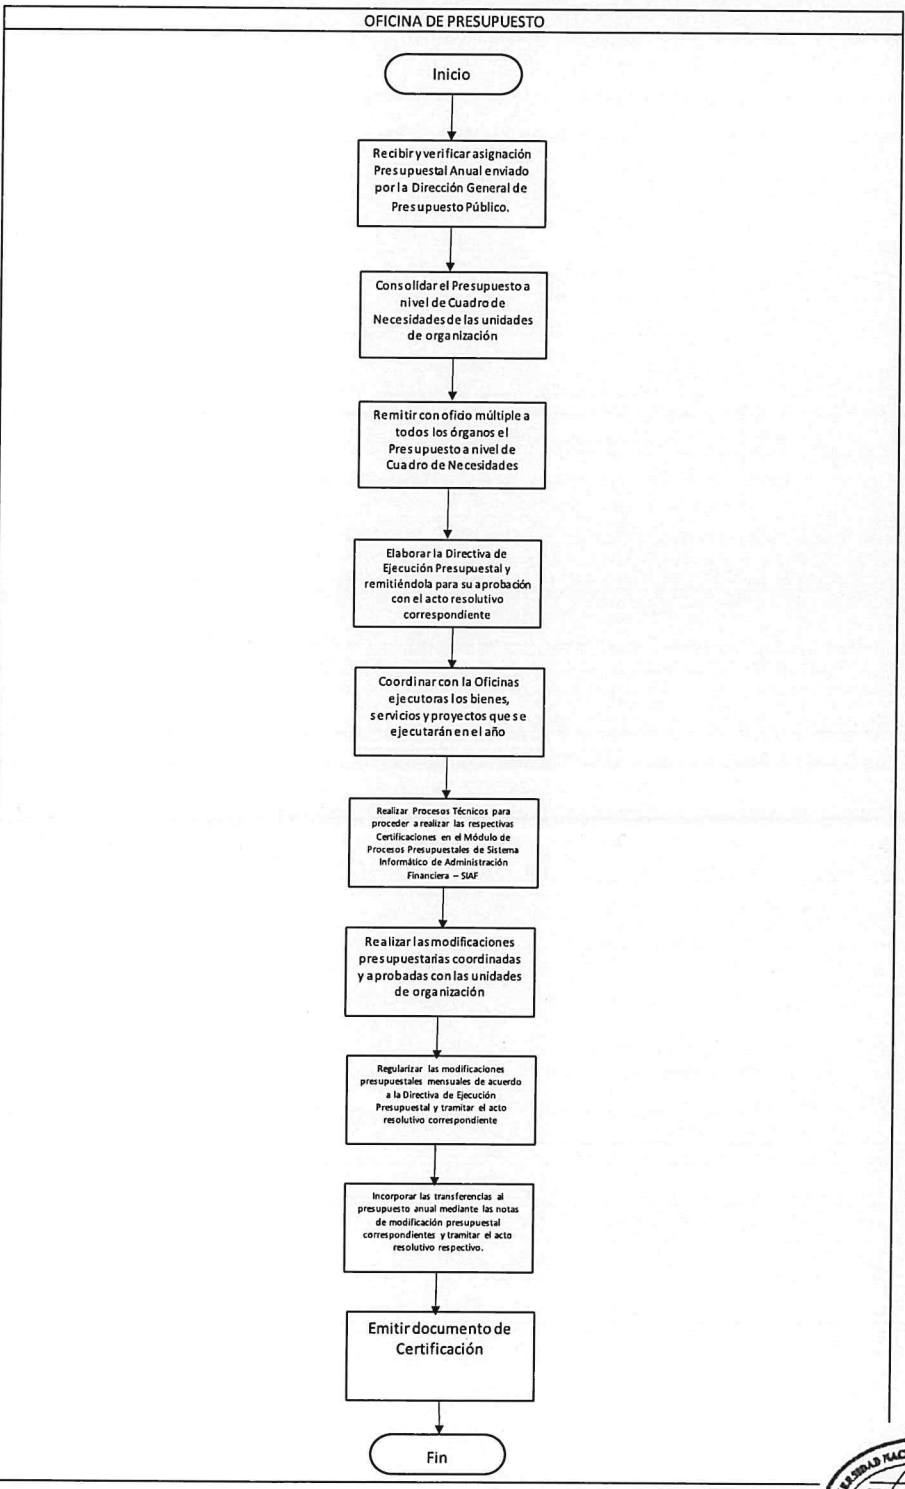 OFICINA DE PRESUPUESTO
Inicio
Recibir y verificar asignación
Presupuestal Anual enviado
por la Dirección General de
Presupuesto Público.
Consolidar el Presupuesto a
nivel de Cuadro de
Necesidades de las unidades
de organización
Remitir con oficio múltiple a
todos los órganos el
Presupuesto a nivel de
Cuadro de Necesidades
Elaborar la Directiva de
Ejecución Presupuestal y
remitiéndola para su aprobación
con el acto resolutivo
correspondiente
Coordinar con la Oficinas
ejecutoras los bienes,
servicios y proyectos que se
ejecutarán en el año
Realizar Procesos Técnicos para
proceder a realizar las respectivas
Certificaciones en el Módulo de
Procesos Presupuestales de Sistema
Informático de Administración
Financiera – SIAF
Realizar las modificaciones
presupuestarias coordinadas
y aprobadas con las unidades
de organización
Regularizar las modificaciones
presupuestales mensuales de acuerdo
a la Directiva de Ejecución
Presupuestal y tramitar el acto
resolutivo correspondiente
Incorporar las transferencias al
presupuesto anual mediante las notas
de modificación presupuestal
correspondientes y tramitar el acto
resolutivo respectivo.
Emitir documento de
Certificación
Fin